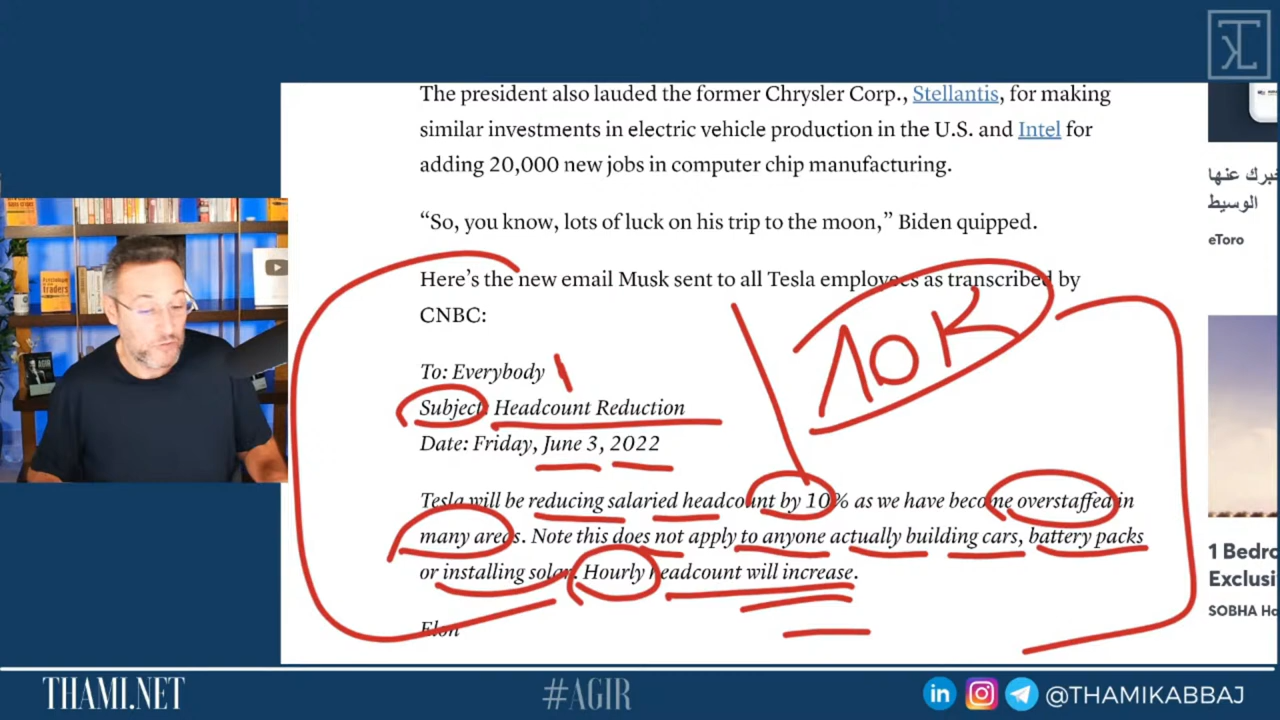 The president also lauded the former Chrysler Corp., Stellantis, for making
similar investments in electric vehicle production in the U.S. and Intel for
adding 20,000 new jobs in computer chip manufacturing.
“So, you know, lots of luck on his trip to the moon,” Biden quipped.
Here’s the new email Musk sent to all Tesla employees as transcribed by
CNBC:
To: Everybody
Subject: Headcount Reduction
Date: Friday, June 3, 2022
Tesla will be reducing salaried headcount by 10% as we have become overstaffed in
many areas. Note this does not apply to anyone actually building cars, battery packs
or installing solar. Hourly headcount will increase.
Elon
10K
الوسيط
eToro
1 Bedro
Exclusi
SOBHA Ha
traders
THAMI.NET
#AGIR
@THAMIKABBAJ